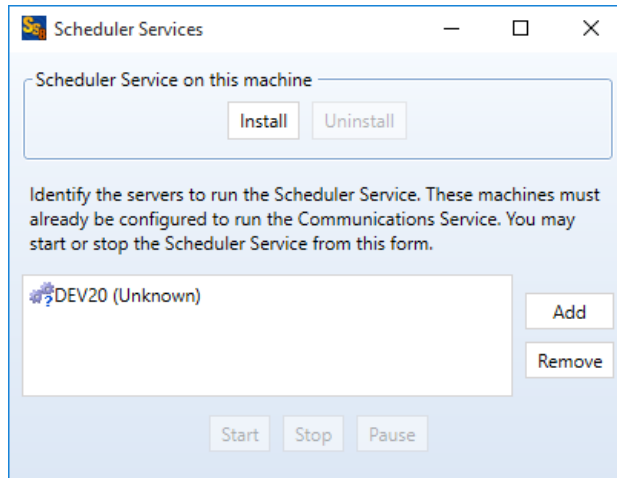 Scheduler Services
Scheduler Service on this machine
Install Uninstall
Identify the servers to run the Scheduler Service. These machines must
already be configured to run the Communications Service. You may
start or stop the Scheduler Service from this form.
DEV20 (Unknown)
Add
Remove
Start Stop Pause